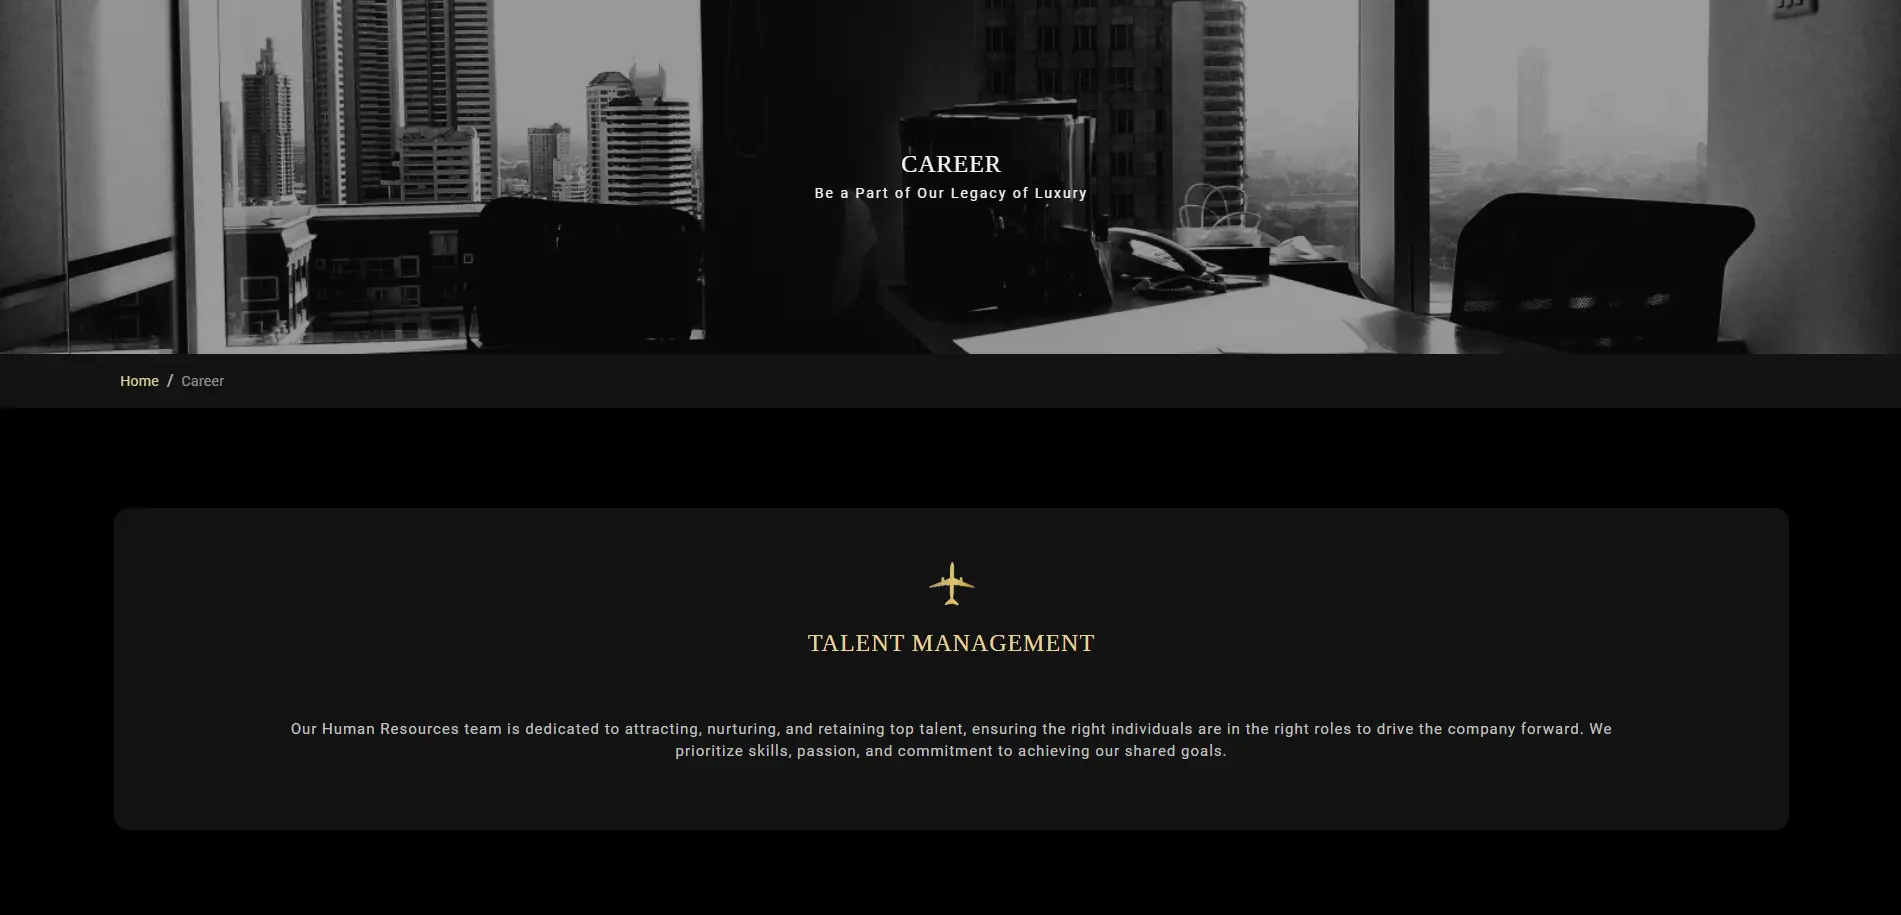 CAREER
Be a Part of Our Legacy of Luxury
Home / Career
TALENT MANAGEMENT
Our Human Resources team is dedicated to attracting, nurturing, and retaining top talent, ensuring the right individuals are in the right roles to drive the company forward. We
prioritize skills, passion, and commitment to achieving our shared goals.